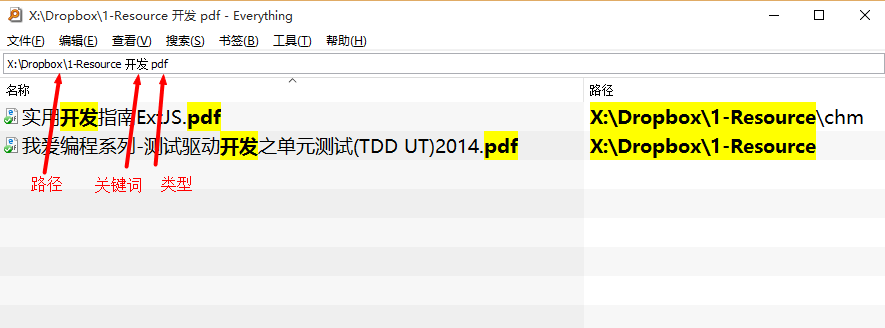 X:\Dropbox\1-Resource 开发 pdf - Everything
文件(F) 编辑(E) 查看(V) 搜索(S) 书签(B) 工具(T) 帮助(H)
X:\Dropbox\1-Resource 开发 pdf
名称 路径
实用开发指南ExtJS.pdf X:\Dropbox\1-Resource\chm
我爱编程系列-测试驱动开发之单元测试(TDD UT)2014.pdf X:\Dropbox\1-Resource
路径 关键词 类型